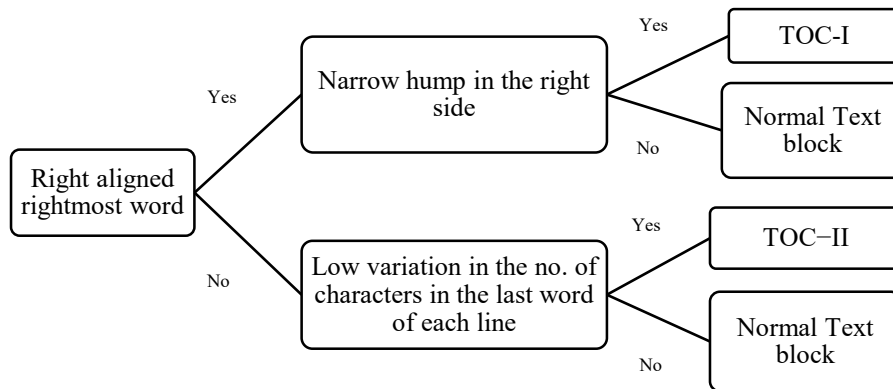 Yes
TOC-I
Narrow hump in the right
side
Yes
Normal Text
block
No
Right aligned
rightmost word
Yes
TOC−II
No
Low variation in the no. of
characters in the last word
of each line
Normal Text
block
No